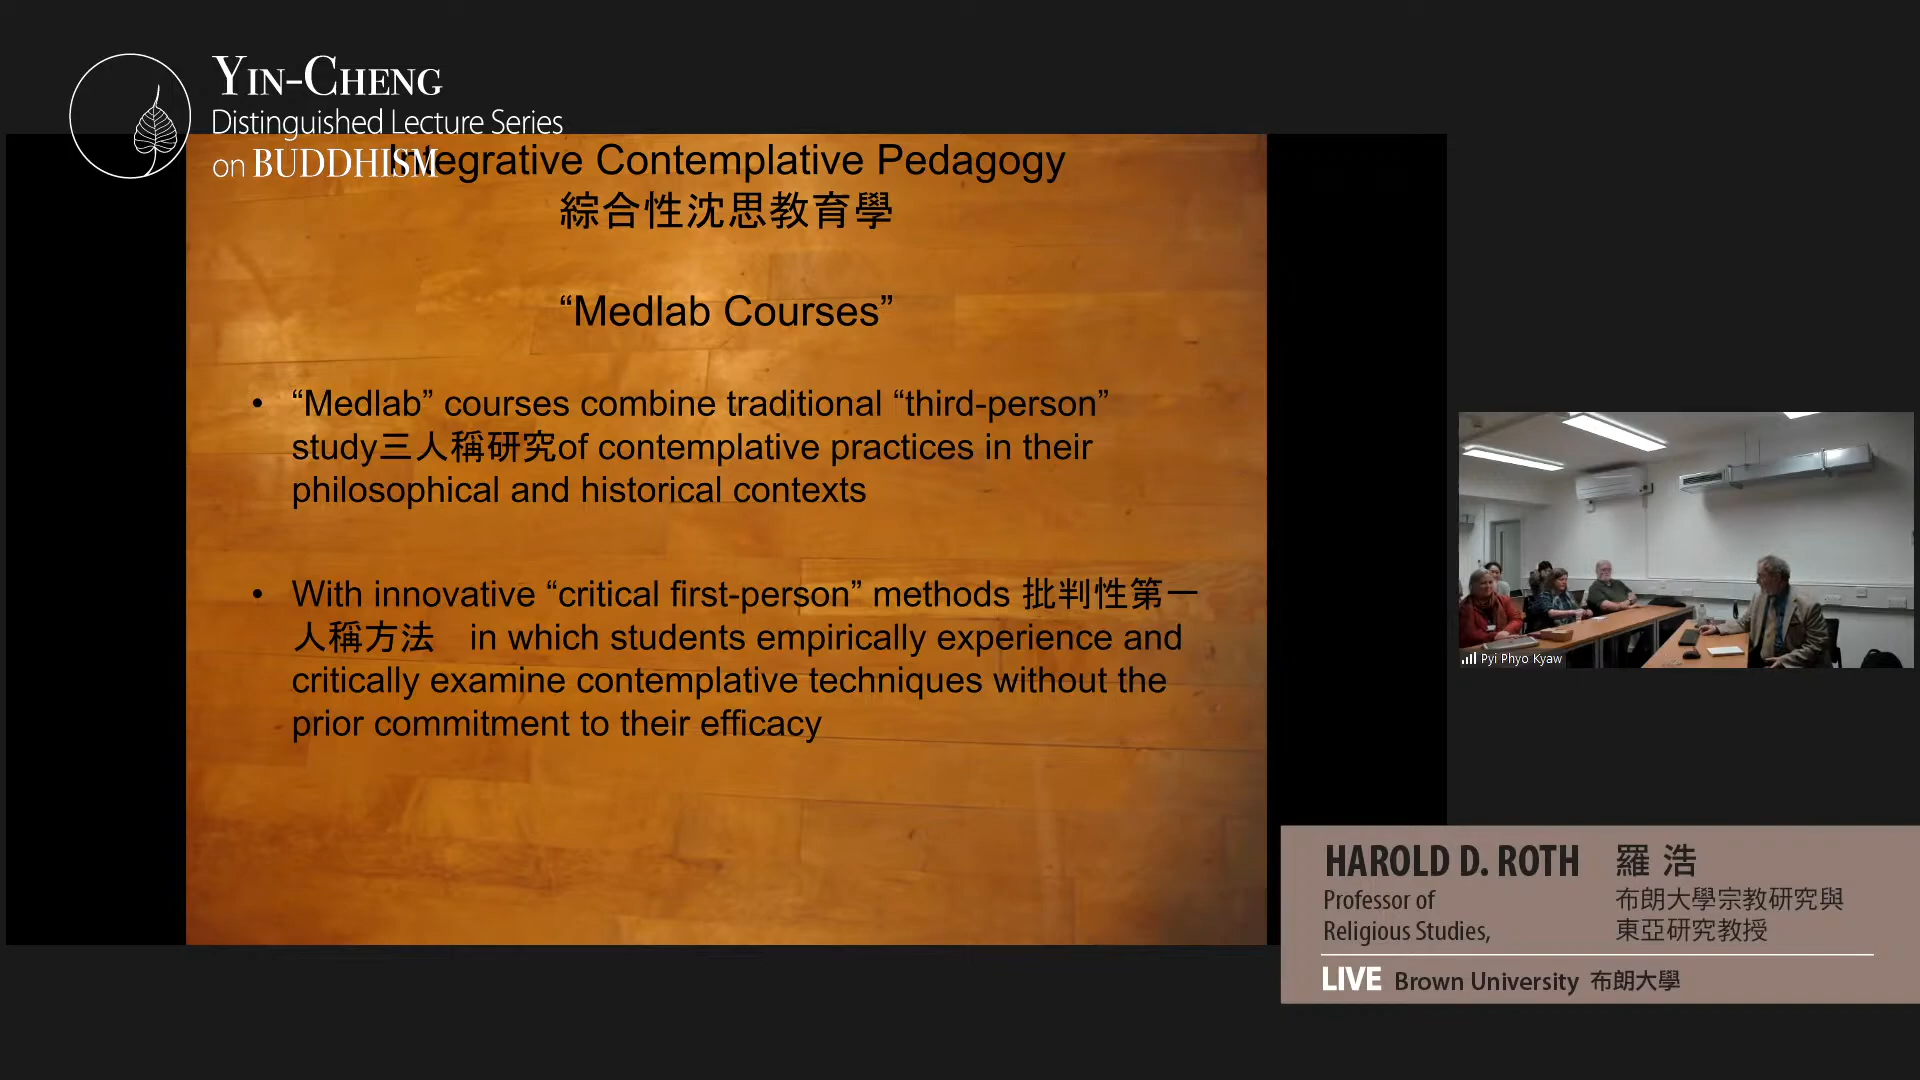 YIN-CHENG
Distinguished Lecture Series
on BUDDHISM
Integrative Contemplative Pedagogy
綜合性沈思教育學
“Medlab Courses”
• “Medlab” courses combine traditional “third-person”
study三人稱研究of contemplative practices in their
philosophical and historical contexts
• With innovative “critical first-person” methods 批判性第一
人稱方法 in which students empirically experience and
critically examine contemplative techniques without the
prior commitment to their efficacy
Pyi Phyo Kyaw
HAROLD D. ROTH 羅 浩
Professor of
Religious Studies,
布朗大學宗教研究與
東亞研究教授
LIVE Brown University 布朗大學